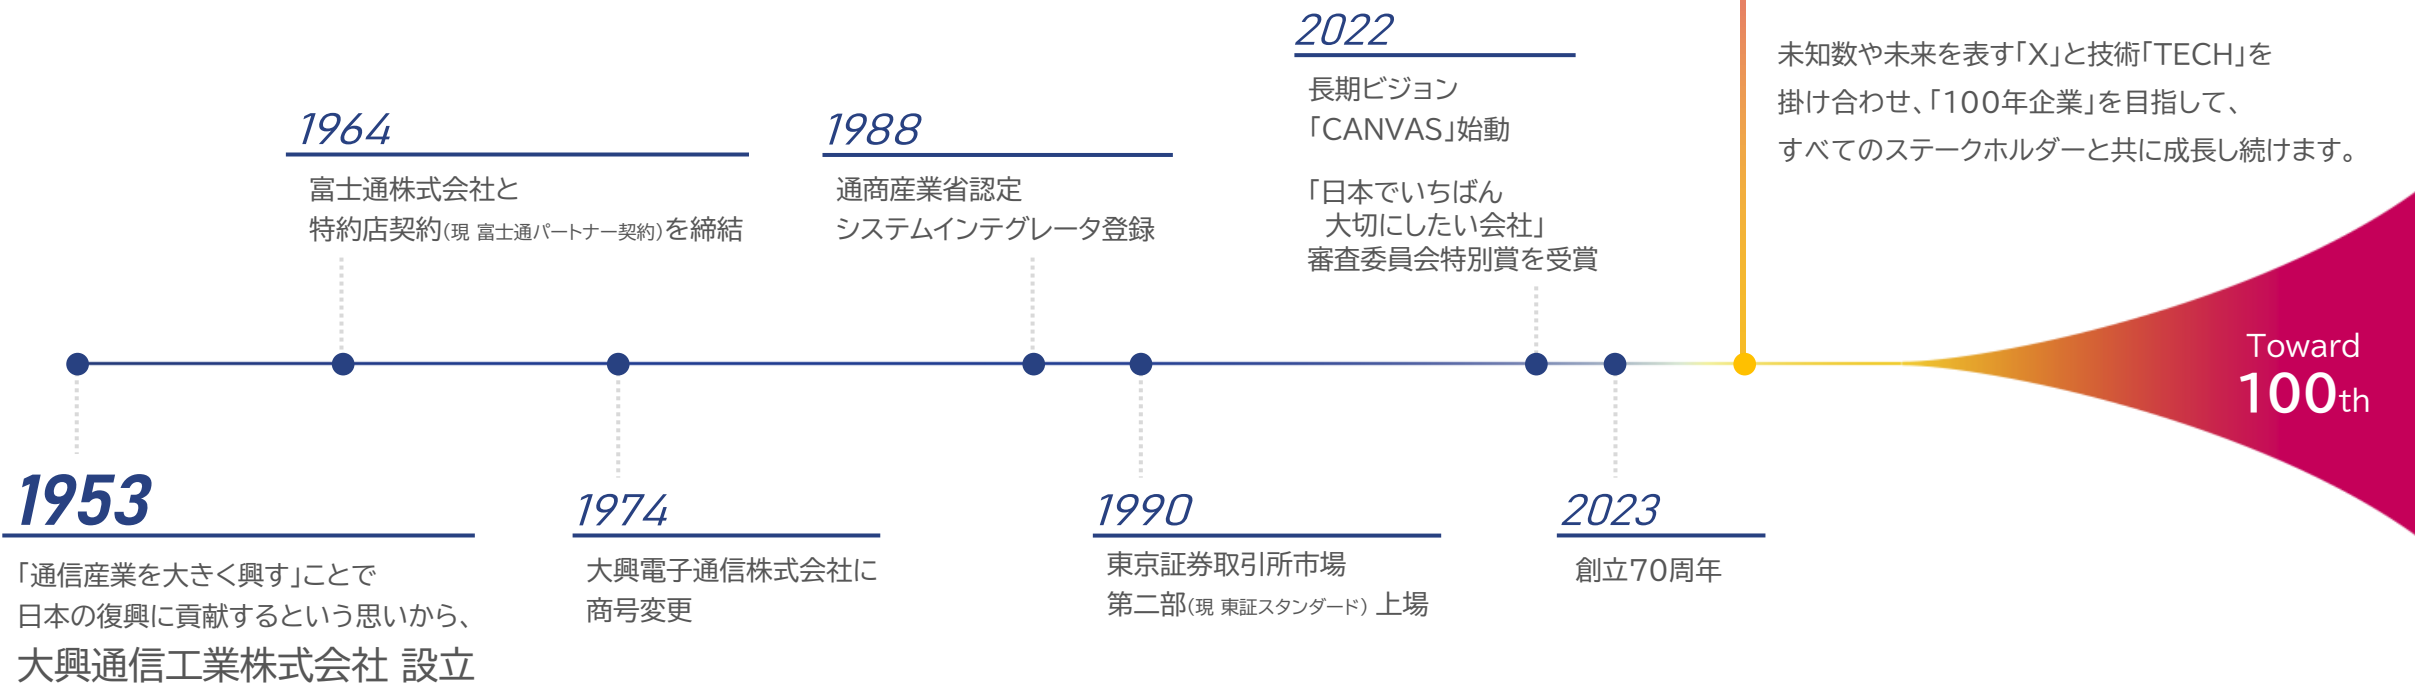 1953
「通信産業を大きく興す」ことで
日本の復興に貢献するという思いから、
大興通信工業株式会社 設立
1964
富士通株式会社と
特約店契約(現 富士通パートナー契約)を締結
1974
大興電子通信株式会社に
商号変更
1988
通商産業省認定
システムインテグレータ登録
1990
東京証券取引所市場
第二部(現 東証スタンダード) 上場
2022
長期ビジョン
「CANVAS」始動
「日本でいちばん
大切にしたい会社」
審査委員会特別賞を受賞
2023
創立70周年
未知数や未来を表す「X」と技術「TECH」を
掛け合わせ、「100年企業」を目指して、
すべてのステークホルダーと共に成長し続けます。
Toward
100th